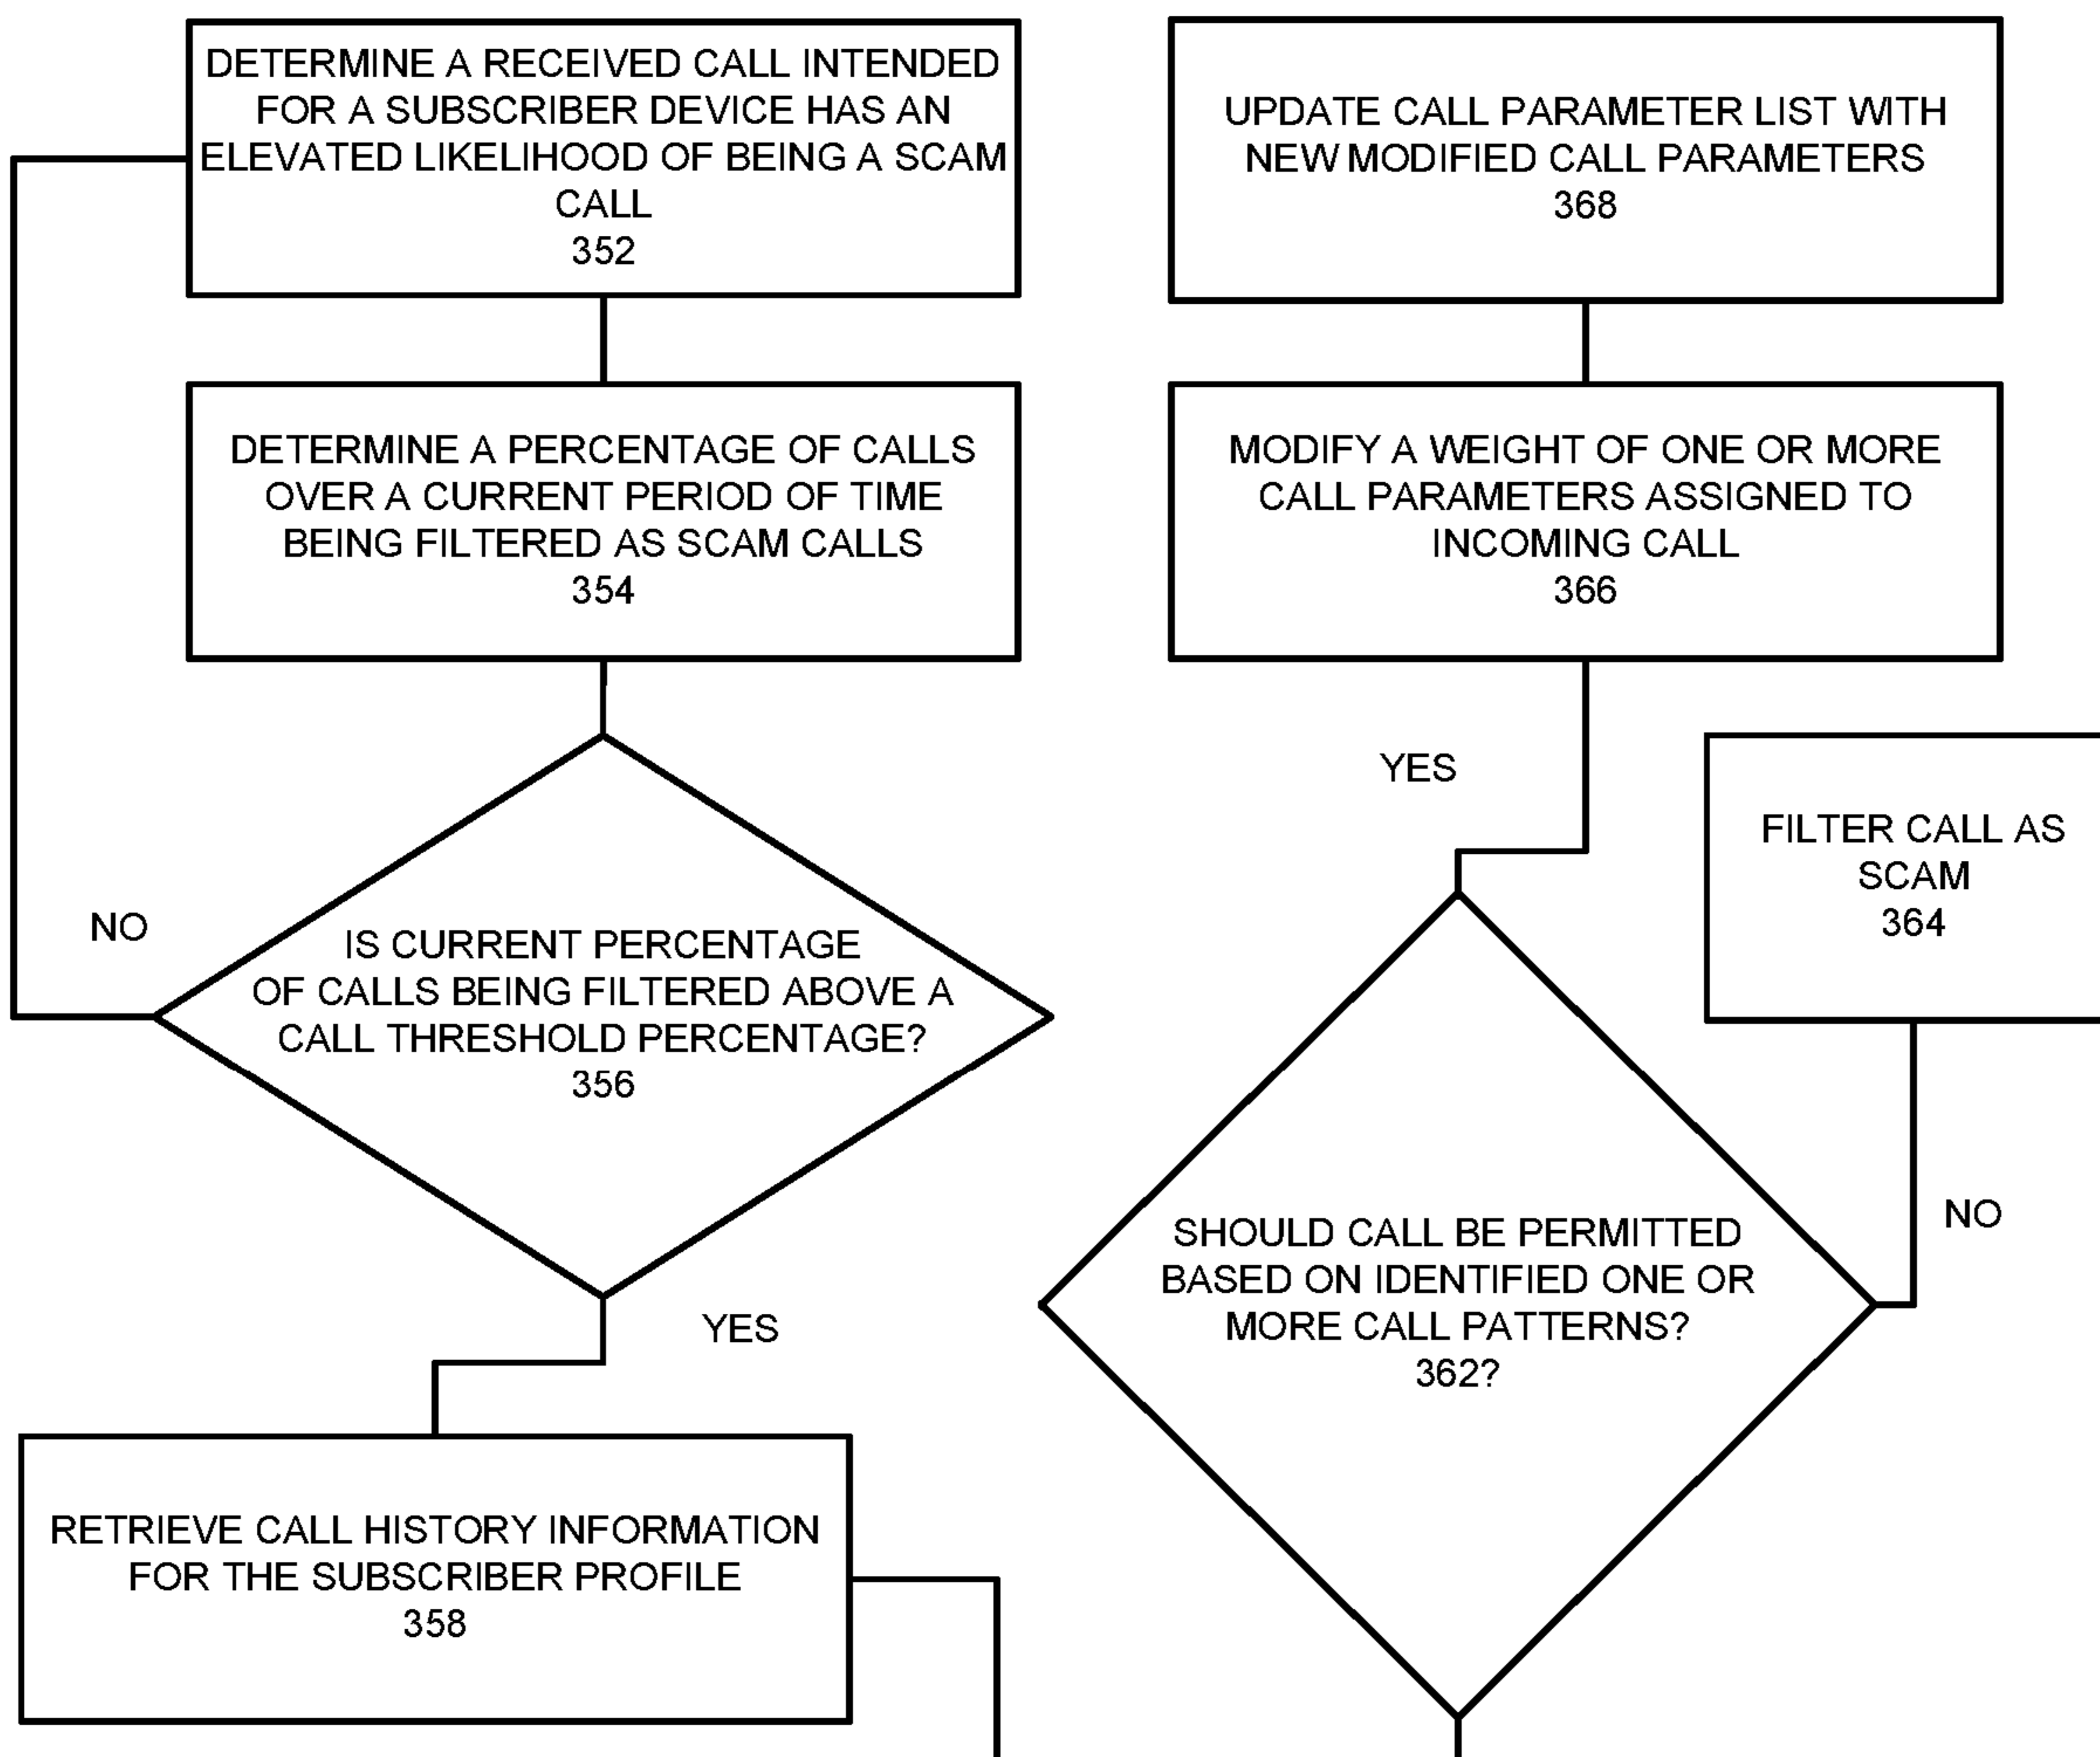 DETERMINE A RECEIVED CALL INTENDED
FOR A SUBSCRIBER DEVICE HAS AN
ELEVATED LIKELIHOOD OF BEING A SCAM
CALL
352
DETERMINE A PERCENTAGE OF CALLS
OVER A CURRENT PERIOD OF TIME
BEING FILTERED AS SCAM CALLS
354
NO
IS CURRENT PERCENTAGE
OF CALLS BEING FILTERED ABOVE A
CALL THRESHOLD PERCENTAGE?
356
YES
RETRIEVE CALL HISTORY INFORMATION
FOR THE SUBSCRIBER PROFILE
358
UPDATE CALL PARAMETER LIST WITH
NEW MODIFIED CALL PARAMETERS
368
MODIFY A WEIGHT OF ONE OR MORE
CALL PARAMETERS ASSIGNED TO
INCOMING CALL
366
YES
FILTER CALL AS
SCAM
364
NO
SHOULD CALL BE PERMITTED
BASED ON IDENTIFIED ONE OR
MORE CALL PATTERNS?
362?